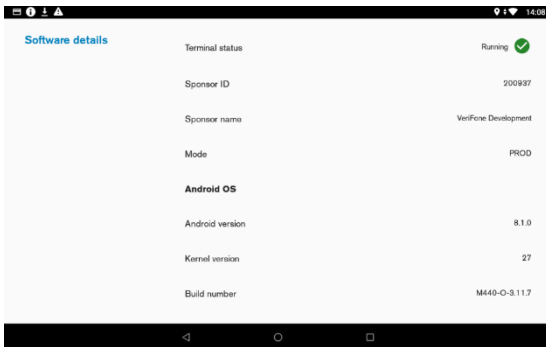 14:08
Software details
Terminal status Running
Sponsor ID 200937
Sponsor name VeriFone Development
Mode PROD
Android OS
Android version 8.1.0
Kernel version 27
Build number M440-O-3.11.7